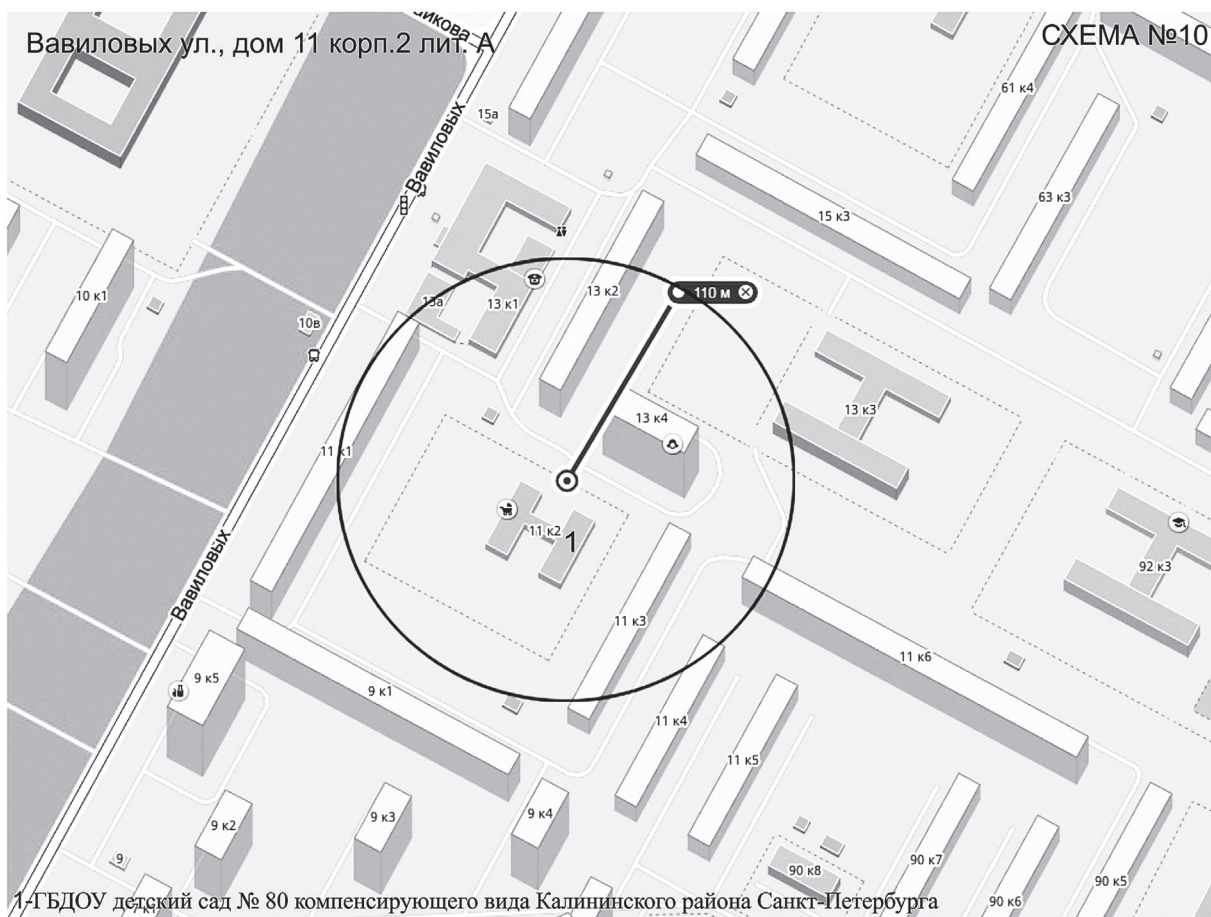 Вавиловых ул., дом 11 корп.2 лит. А
СХЕМА №10
61 к4
15а
Вавиловых
63 к3
15 к3
10 к1
13 к2
110 м
13а
13 к1
10в
13 к3
13 к4
11 к1
11 к2
1
92 к3
Вавиловых
11 к3
11 к6
9 к5
9 к1
11 к4
11 к5
9 к4
9 к3
9 к2
9
90 к7
90 к8
90 к5
90 к6
1-ГБДОУ детский сад № 80 компенсирующего вида Калининского района Санкт-Петербурга